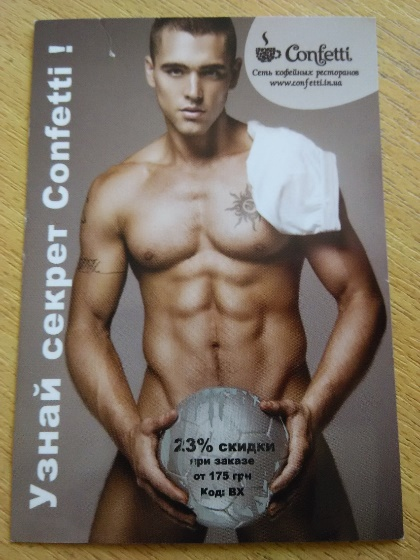 Confetti
Сеть кофейных ресторанов
www.confetti.in.ua
Узнай секрет Confetti !
23% скидки
при заказе
от 175 грн
Код: ВХ